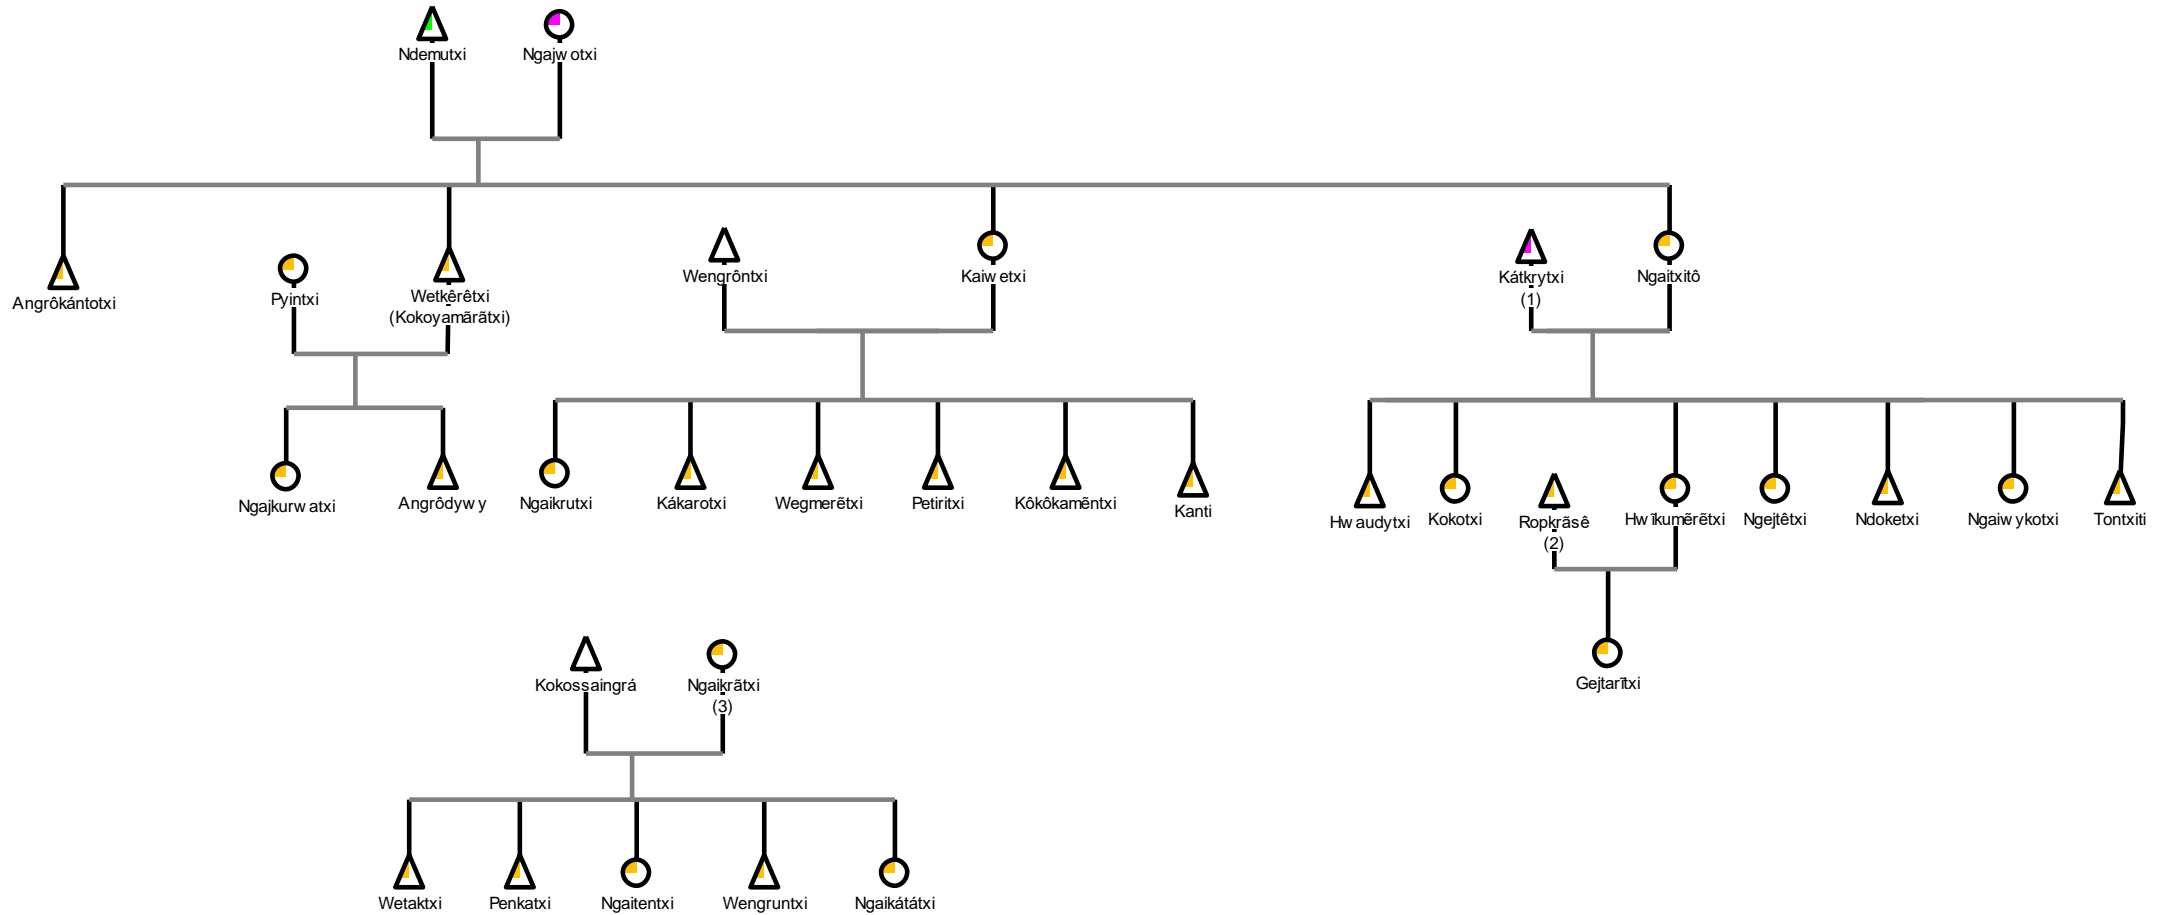 Ndemutxi
Ngajw otxi
Angrôkántotxi
Pyintxi
Wetkêrêtxi
(Kokoyamãrãtxi)
Wengrôntxi
Kaiw etxi
Kátkrytxi
(1)
Ngaitxitô
Ngajkurw atxi
Angrôdyw y
Ngaikrutxi
Kákarotxi
Wegmerẽtxi
Petiritxi
Kôkôkamẽntxi
Kanti
Hw audytxi
Kokotxi
Ropkrãsê
(2)
Hw ĩkumẽrẽtxi
Ngejtêtxi
Ndoketxi
Ngaiw ykotxi
Tontxiti
Gejtarĩtxi
Kokossaingrá
Ngaikrãtxi
(3)
Wetaktxi
Penkatxi
Ngaitentxi
Wengruntxi
Ngaikátátxi